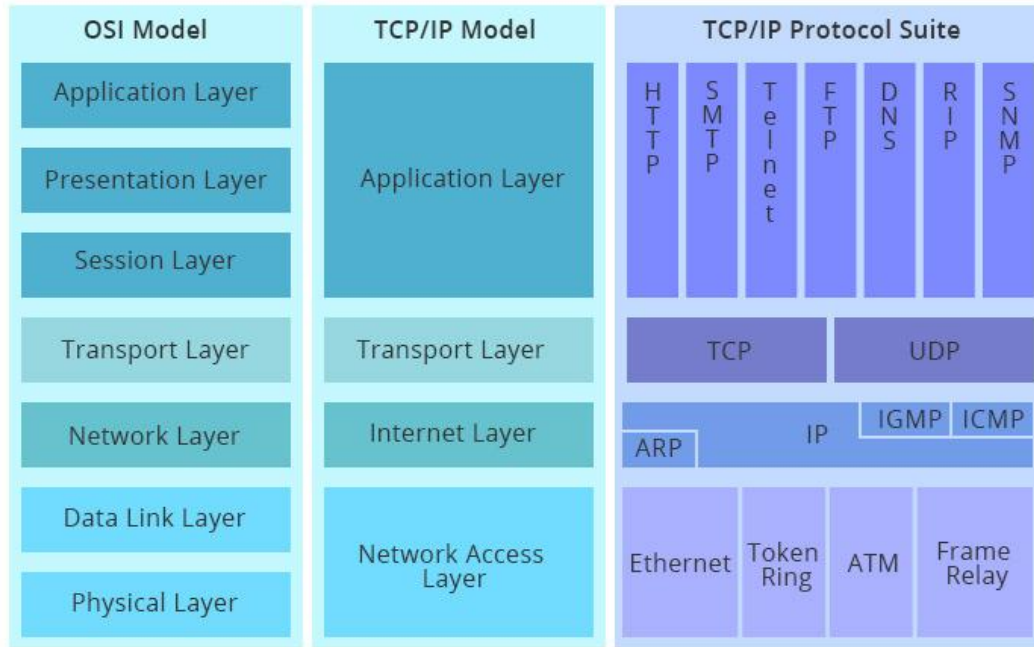 OSI Model
Application Layer
Presentation Layer
Session Layer
Transport Layer
Network Layer
Data Link Layer
Physical Layer
TCP/IP Model
Application Layer
Transport Layer
Internet Layer
Network Access
Layer
TCP/IP Protocol Suite
HTTP
SMTP
Telnet
FTP
DNS
RIP
SNMP
TCP
UDP
IGMP
ICMP
IP
ARP
Ethernet
Token
Ring
ATM
Frame
Relay